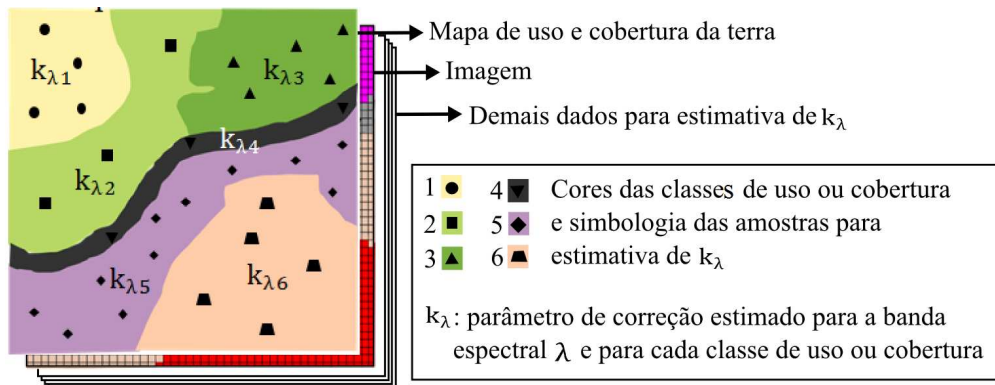 Mapa de uso e cobertura da terra
Imagem
Demais dados para estimativa de kλ
kλ1
kλ3
kλ4
kλ2
kλ5
kλ6
1 4 Cores das classes de uso ou cobertura
2 5 e simbologia das amostras para
3 6 estimativa de kλ
kλ: parâmetro de correção estimado para a banda
espectral λ e para cada classe de uso ou cobertura